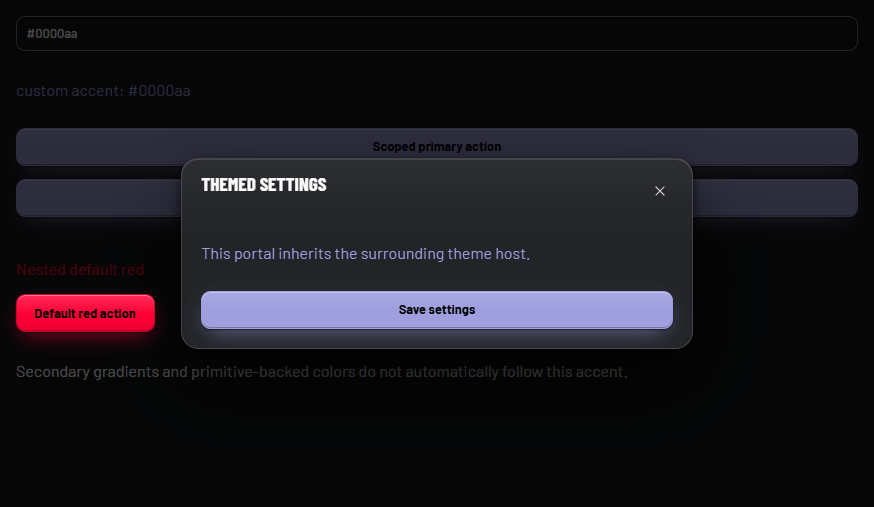 #0000aa
custom accent: #0000aa
Scoped primary action
THEMED SETTINGS
This portal inherits the surrounding theme host.
Save settings
Nested default red
Default red action
Secondary gradients and primitive-backed colors do not automatically follow this accent.